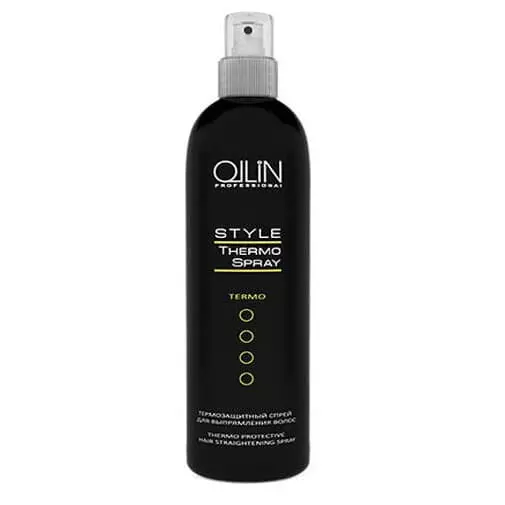 OLLIN
PROFESSIONAL
STYLE
THERMO
SPRAY
TERMO
ТЕРМОЗАЩИТНЫЙ СПРЕЙ
ДЛЯ ВЫПРЯМЛЕНИЯ ВОЛОС
THERMO PROTECTIVE
HAIR STRAIGHTENING SPRAY